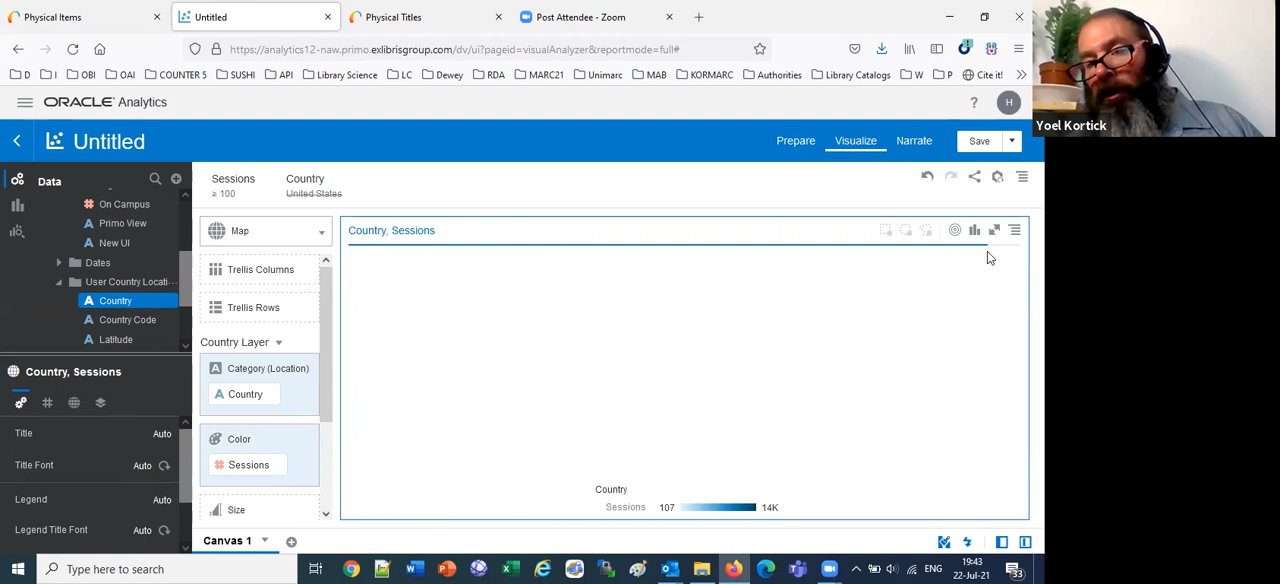 Physical Items
Untitled
Physical Titles
Post Attendee - Zoom
https://analytics12-naw.primo.exlibrisgroup.com/dv/ui?pageid=visualAnalyzer&reportmode=full#
D
I
OBI
OAI
COUNTER 5
SUSHI
API
Library Science
LC
Dewey
RDA
MARC21
Unimarc
MAB
KORMARC
Authorities
Library Catalogs
W
P
Cite it!
ORACLE Analytics
?
H
Yoel Kortick
Untitled
Prepare
Visualize
Narrate
Save
Data
Sessions
≥ 100
Country
United States
On Campus
Primo View
New UI
Dates
User Country Locati...
Country
Country Code
Latitude
Map
Trellis Columns
Trellis Rows
Country Layer
Category (Location)
Country
Color
Sessions
Size
Country, Sessions
Country
Sessions 107 14K
Country, Sessions
Title Auto
Title Font Auto
Legend Auto
Legend Title Font Auto
Canvas 1
Type here to search
ENG
19:43
22-Jul-21
33